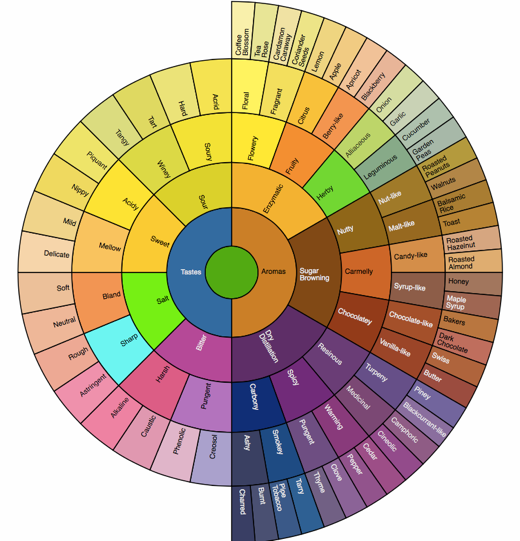 Tastes
Aromas
Sour
Sweet
Salt
Bitter
Enzymatic
Sugar
Browning
Dry
Distillation
Soury
Winey
Acidy
Mellow
Bland
Sharp
Harsh
Pungent
Flowery
Fruity
Herby
Nutty
Carmelly
Chocolatey
Resinous
Spicy
Carbony
Acrid
Hard
Tart
Tangy
Piquant
Nippy
Mild
Delicate
Soft
Neutral
Rough
Astringent
Alkaline
Caustic
Phenolic
Creosol
Floral
Fragrant
Citrus
Berry-like
Alliaceous
Leguminous
Nut-like
Malt-like
Candy-like
Syrup-like
Chocolate-like
Vanilla-like
Turpeny
Medicinal
Warming
Pungent
Smokey
Ashy
Coffee
Blossom
Tea
Rose
Cardamon
Caraway
Coriander
Seeds
Lemon
Apple
Apricot
Blackberry
Onion
Garlic
Cucumber
Garden
Peas
Roasted
Peanuts
Walnuts
Balsamic
Rice
Toast
Roasted
Hazelnut
Roasted
Almond
Honey
Maple
Syrup
Bakers
Dark
Chocolate
Swiss
Butter
Piney
Blackcurrant-like
Camphoric
Cineolic
Cedar
Pepper
Clove
Thyme
Tarry
Pipe
Tobacco
Burnt
Charred